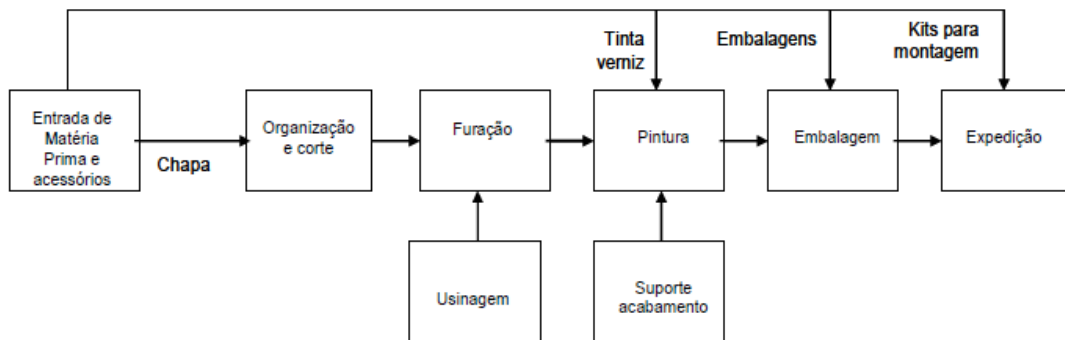 Tinta
verniz
Embalagens
Kits para
montagem
Entrada de
Matéria
Prima e
acessórios
Chapa
Organização
e corte
Furação
Pintura
Embalagem
Expedição
Usinagem
Suporte
acabamento